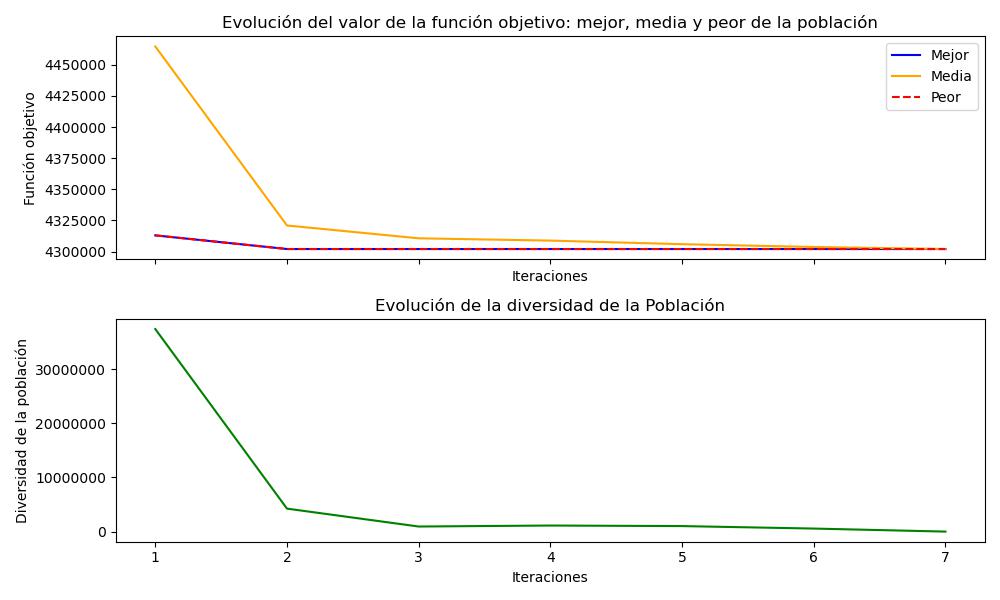 Evolución del valor de la función objetivo: mejor, media y peor de la población
Función objetivo
4450000
4425000
4400000
4375000
4350000
4325000
4300000
Mejor
Media
Peor
Iteraciones
Evolución de la diversidad de la Población
Diversidad de la población
30000000
20000000
10000000
0
1 2 3 4 5 6 7
Iteraciones